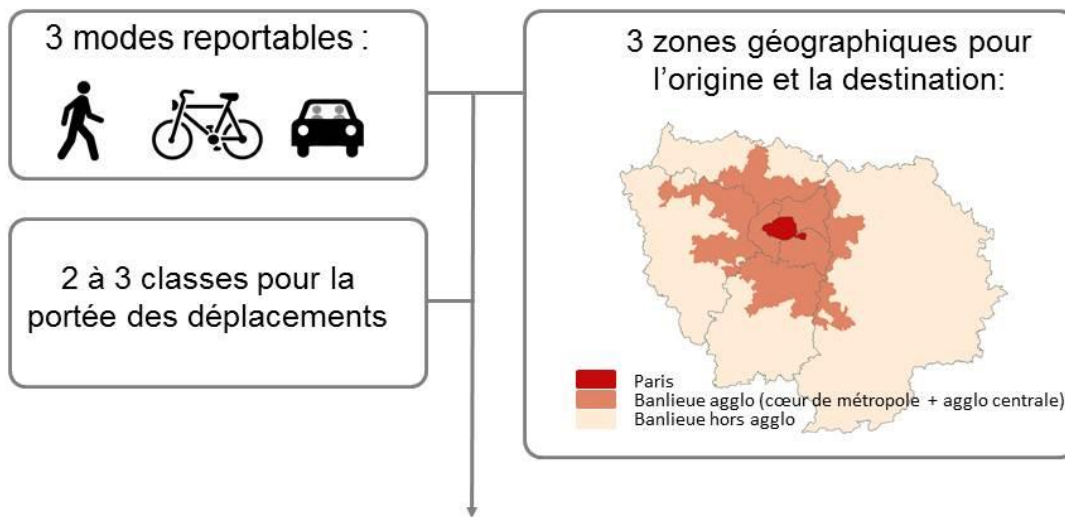 3 modes reportables :
2 à 3 classes pour la
portée des déplacements
3 zones géographiques pour
l’origine et la destination:
Paris
Banlieue agglo (cœur de métropole + agglo centrale)
Banlieue hors agglo